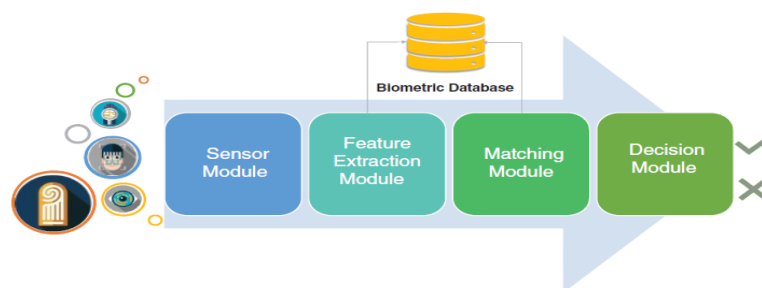 Biometric Database
Sensor
Module
Feature
Extraction
Module
Matching
Module
Decision
Module